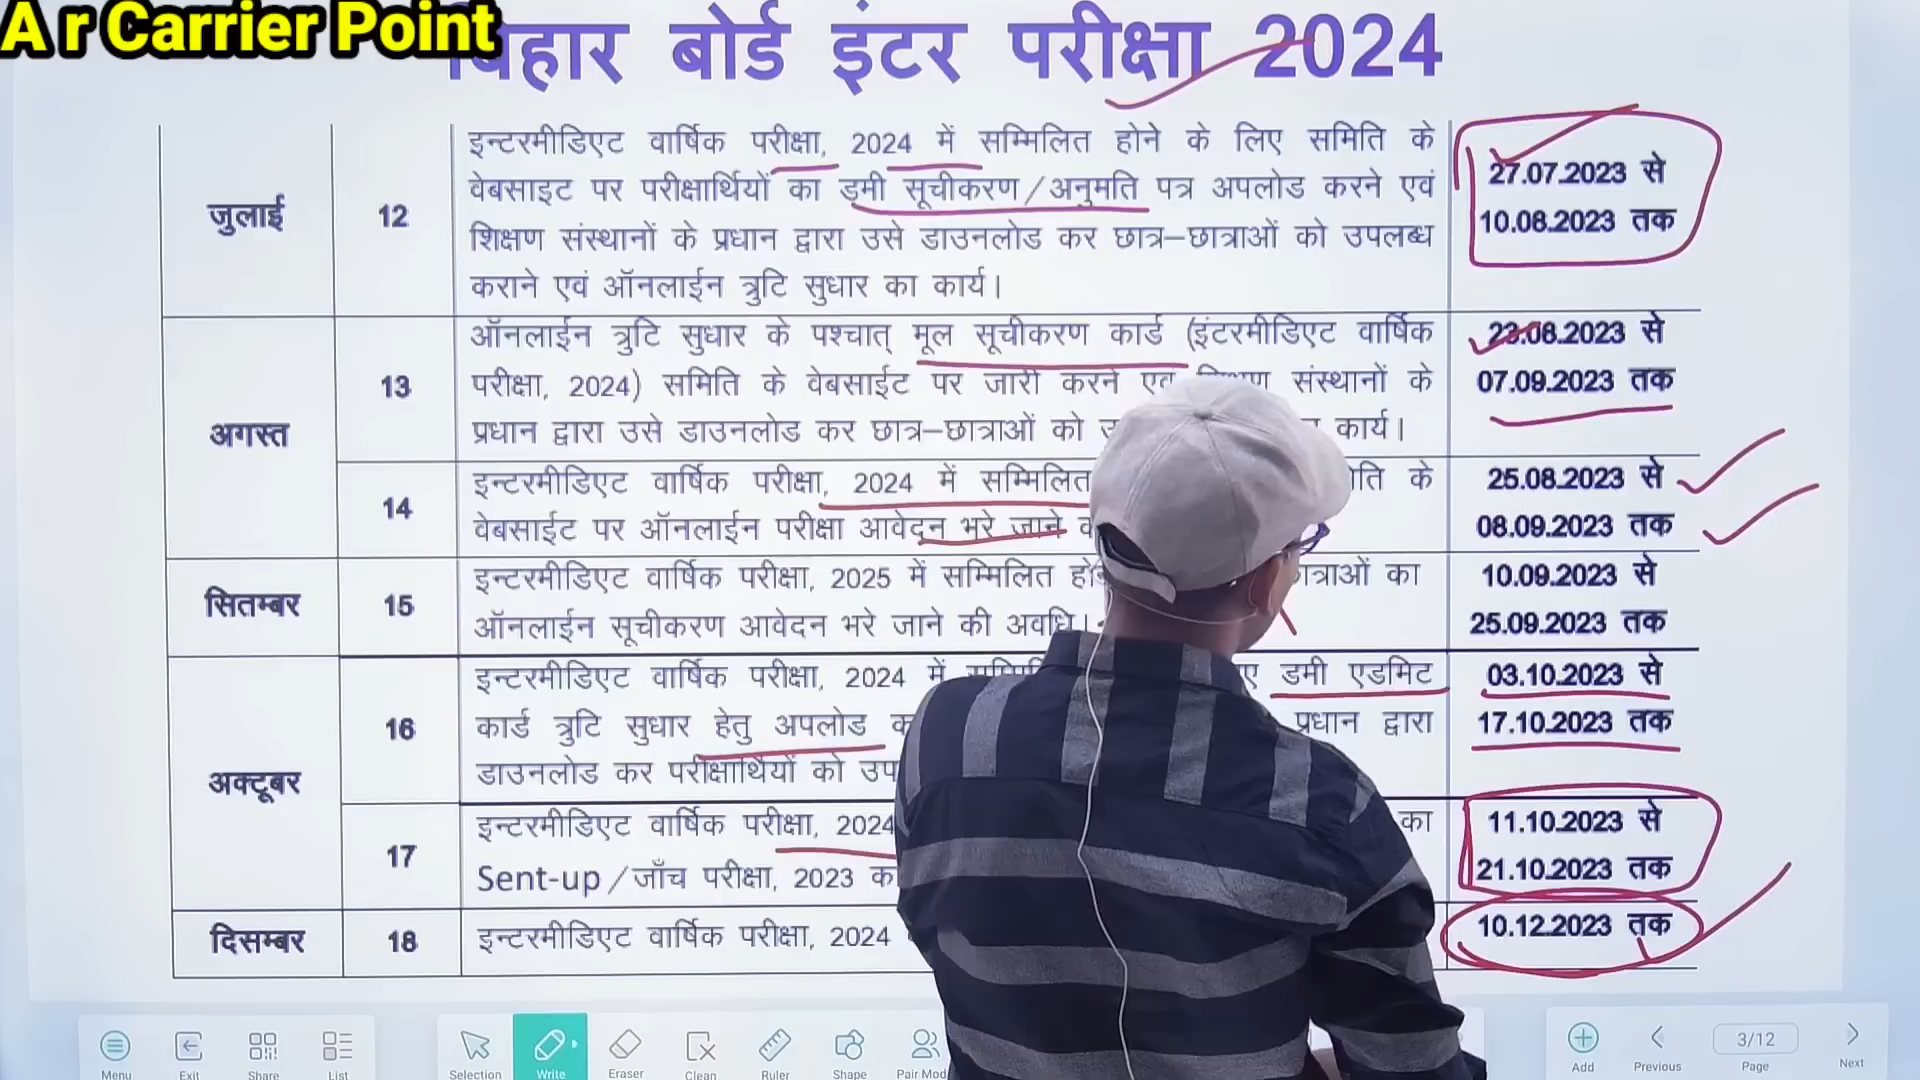 A r Carrier Point
बिहार बोर्ड इंटर परीक्षा 2024
जुलाई
12
इन्टरमीडिएट वार्षिक परीक्षा, 2024 में सम्मिलित होने के लिए समिति के
वेबसाइट पर परीक्षार्थियों का डमी सूचीकरण/अनुमति पत्र अपलोड करने एवं
शिक्षण संस्थानों के प्रधान द्वारा उसे डाउनलोड कर छात्र–छात्राओं को उपलब्ध
कराने एवं ऑनलाईन त्रुटि सुधार का कार्य।
27.07.2023 से
10.08.2023 तक
अगस्त
13
ऑनलाईन त्रुटि सुधार के पश्चात् मूल सूचीकरण कार्ड (इंटरमीडिएट वार्षिक
परीक्षा, 2024) समिति के वेबसाईट पर जारी करने एवं संस्थानों के
प्रधान द्वारा उसे डाउनलोड कर छात्र–छात्राओं को कार्य।
23.08.2023 से
07.09.2023 तक
14
इन्टरमीडिएट वार्षिक परीक्षा, 2024 में सम्मिलित के
वेबसाईट पर ऑनलाईन परीक्षा आवेदन भरे जाने
25.08.2023 से
08.09.2023 तक
सितम्बर
15
इन्टरमीडिएट वार्षिक परीक्षा, 2025 में सम्मिलित का
ऑनलाईन सूचीकरण आवेदन भरे जाने की अवधि।
10.09.2023 से
25.09.2023 तक
अक्टूबर
16
इन्टरमीडिएट वार्षिक परीक्षा, 2024 में डमी एडमिट
कार्ड त्रुटि सुधार हेतु अपलोड प्रधान द्वारा
डाउनलोड कर परीक्षार्थियों को
03.10.2023 से
17.10.2023 तक
17
इन्टरमीडिएट वार्षिक परीक्षा, 2024 का
Sent-up/जाँच परीक्षा, 2023
11.10.2023 से
21.10.2023 तक
दिसम्बर
18
इन्टरमीडिएट वार्षिक परीक्षा, 2024
10.12.2023 तक
Menu
Exit
Share
List
Selection
Write
Eraser
Clean
Ruler
Shape
Add
Previous
3/12
Page
Next